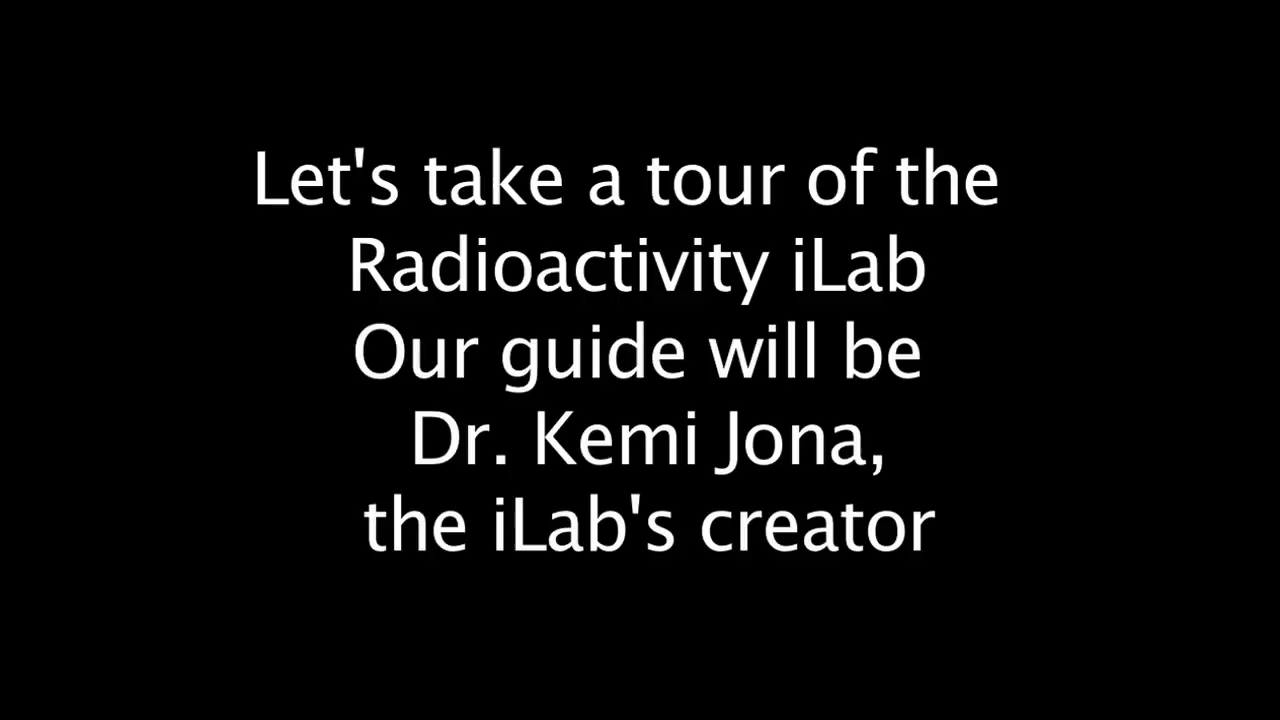 Let's take a tour of the
Radioactivity iLab
Our guide will be
Dr. Kemi Jona,
the iLab's creator